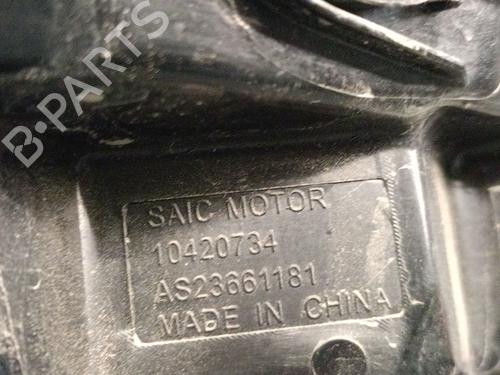 B-PARTS
SAIC MOTOR
10420734
AS23661181
MADE IN CHINA